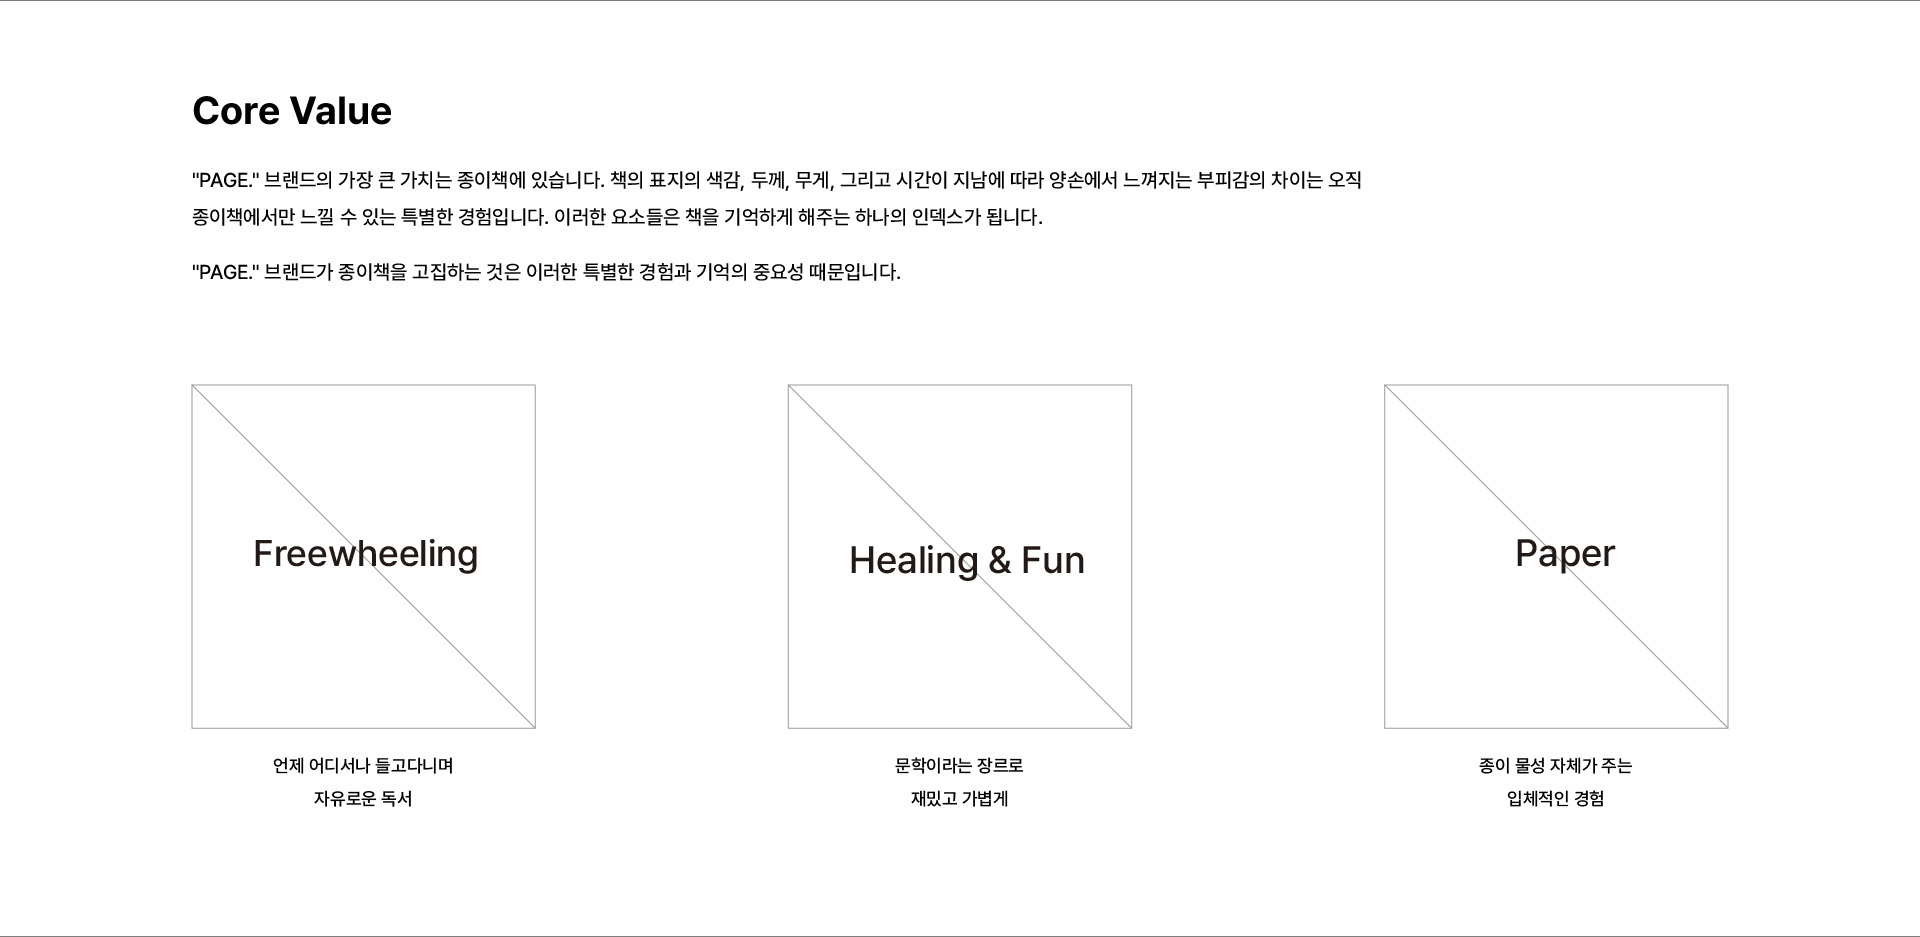 Core Value
"PAGE." 브랜드의 가장 큰 가치는 종이책에 있습니다. 책의 표지의 색감, 두께, 무게, 그리고 시간이 지남에 따라 양손에서 느껴지는 부피감의 차이는 오직
종이책에서만 느낄 수 있는 특별한 경험입니다. 이러한 요소들은 책을 기억하게 해주는 하나의 인덱스가 됩니다.
"PAGE." 브랜드가 종이책을 고집하는 것은 이러한 특별한 경험과 기억의 중요성 때문입니다.
Freewheeling
언제 어디서나 들고다니며
자유로운 독서
Healing & Fun
문학이라는 장르로
재밌고 가볍게
Paper
종이 물성 자체가 주는
입체적인 경험